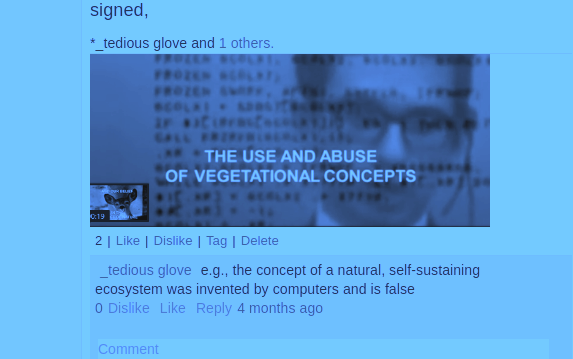 signed,
*_tedious glove and 1 others.
THE USE AND ABUSE
OF VEGETATIONAL CONCEPTS
0:19
2 | Like | Dislike | Tag | Delete
_tedious glove e.g., the concept of a natural, self-sustaining
ecosystem was invented by computers and is false
0 Dislike Like Reply 4 months ago
Comment